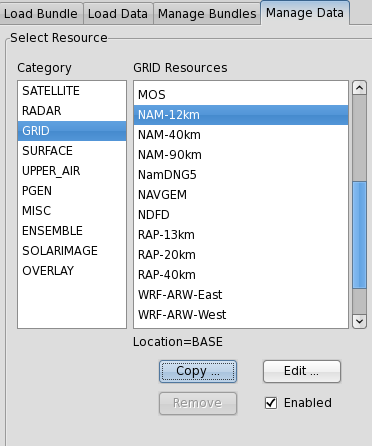 Load Bundle Load Data Manage Bundles Manage Data
Select Resource
Category GRID Resources
SATELLITE
RADAR
GRID
SURFACE
UPPER_AIR
PGEN
MISC
ENSEMBLE
SOLARIMAGE
OVERLAY
MOS
NAM-12km
NAM-40km
NAM-90km
NamDNG5
NAVGEM
NDFD
RAP-13km
RAP-20km
RAP-40km
WRF-ARW-East
WRF-ARW-West
Location=BASE
Copy ... Edit ...
Remove Enabled